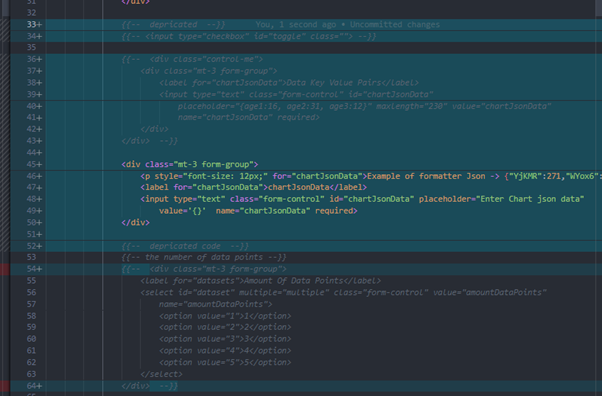 31 </div>
32
33+ {{-- depricated --}} You, 1 second ago • Uncommitted changes
34+ {{-- <input type="checkbox" id="toggle" class=""> --}}
35
36+ {{-- <div class="control-me">
37+ <div class="mt-3 form-group">
38+ <label for="chartJsonData">Data Key Value Pairs</label>
39+ <input type="text" class="form-control" id="chartJsonData"
40+ placeholder="{age1:16, age2:31, age3:12}" maxlength="230" value="chartJsonData"
41+ name="chartJsonData" required>
42+ </div>
43+ </div> --}}
44+
45+ <div class="mt-3 form-group">
46+ <p style="font-size: 12px;" for="chartJsonData">Example of formatter Json -> {"YjKMR":271,"WYox6":
47+ <label for="chartJsonData">chartJsonData</label>
48+ <input type="text" class="form-control" id="chartJsonData" placeholder="Enter Chart json data"
49+ value='{}' name="chartJsonData" required>
50+ </div>
51+
52+ {{-- depricated code --}}
53 {{-- the number of data points --}}
54+ {{-- <div class="mt-3 form-group">
55 <label for="datasets">Amount Of Data Points</label>
56 <select id="dataset" multiple="multiple" class="form-control" value="amountDataPoints"
57 name="amountDataPoints">
58 <option value="1">1</option>
59 <option value="2">2</option>
60 <option value="3">3</option>
61 <option value="4">4</option>
62 <option value="5">5</option>
63 </select>
64+ </div> --}}